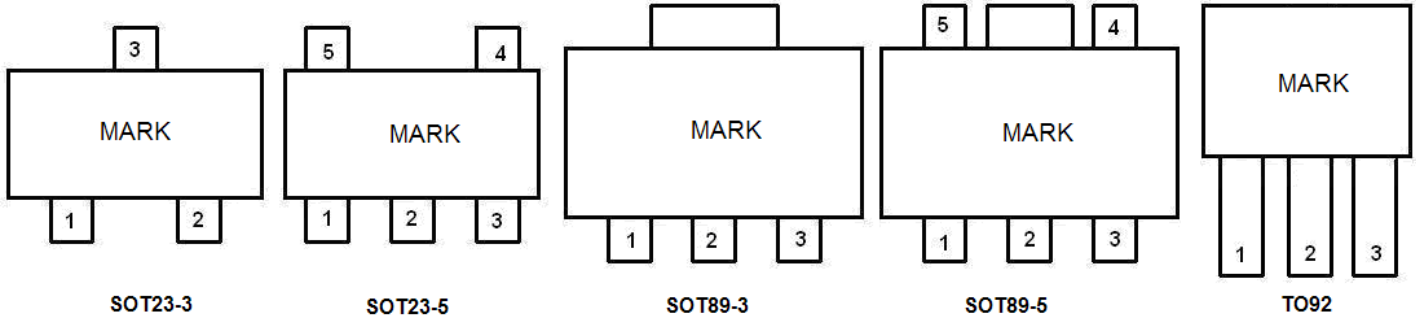 3
5 4
5 4
MARK
MARK
MARK
MARK
MARK
1 2
1 2 3
1 2 3
1 2 3
1 2 3
SOT23-3
SOT23-5
SOT89-3
SOT89-5
TO92